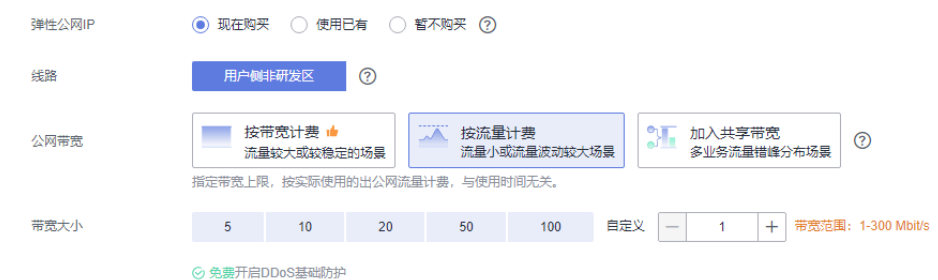 弹性公网IP 现在购买 使用已有 暂不购买 ?
线路 用户侧非研发区 ?
公网带宽 按带宽计费 按流量计费 加入共享带宽 ?
流量较大或较稳定的场景 流量小或流量波动较大场景 多业务流量错峰分布场景
指定带宽上限，按实际使用的出公网流量计费，与使用时间无关。
带宽大小 5 10 20 50 100 自定义 — 1 + 带宽范围：1-300 Mbit/s
免费开启DDoS基础防护